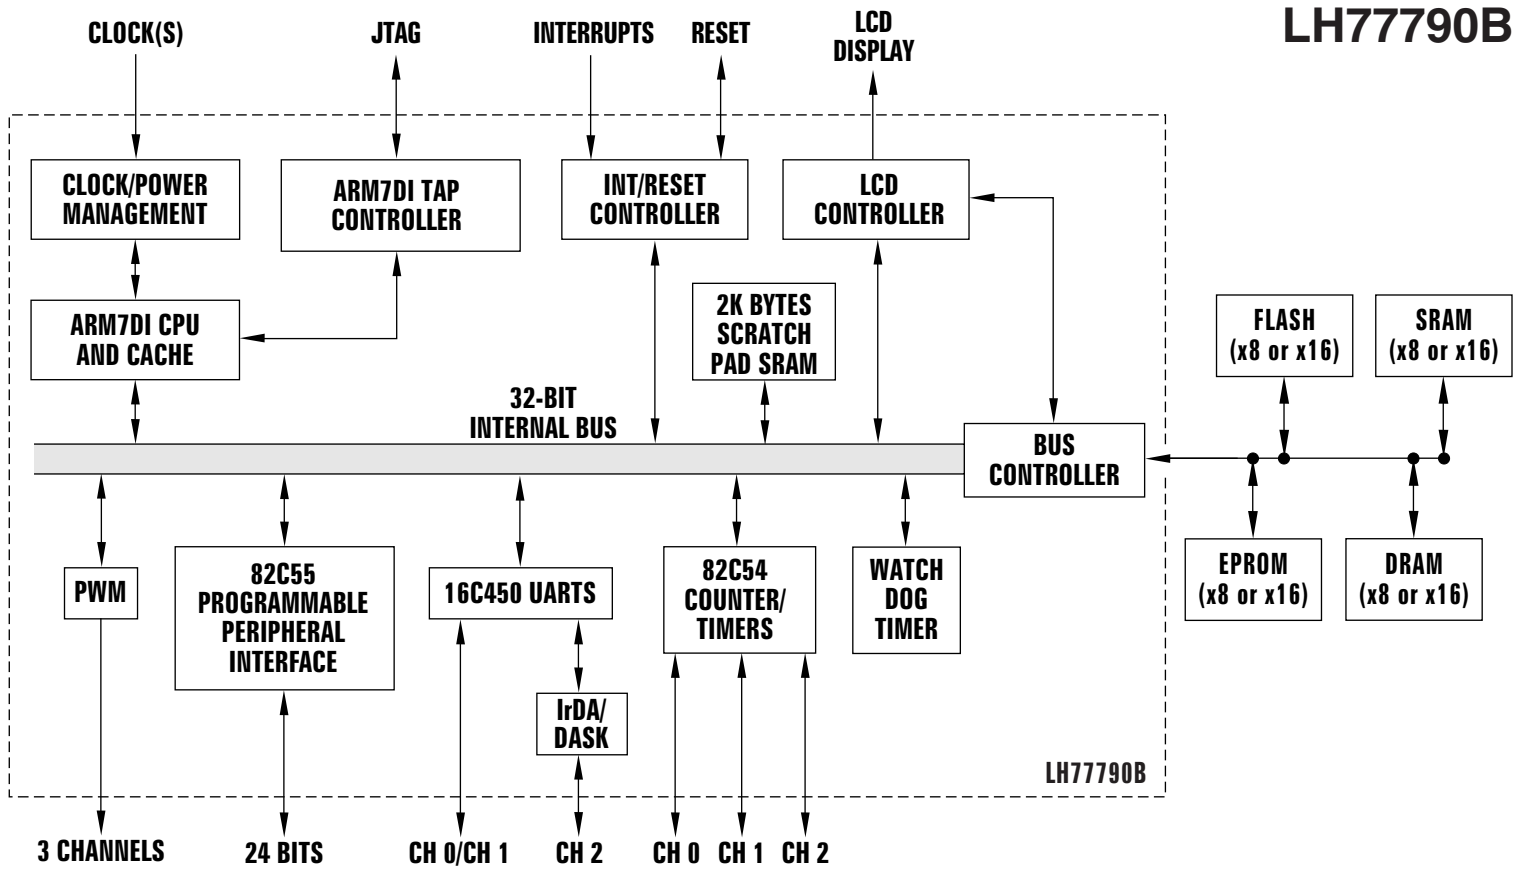 LH77790B
CLOCK(S)
JTAG
INTERRUPTS
RESET
LCD
DISPLAY
CLOCK/POWER
MANAGEMENT
ARM7DI TAP
CONTROLLER
INT/RESET
CONTROLLER
LCD
CONTROLLER
ARM7DI CPU
AND CACHE
2K BYTES
SCRATCH
PAD SRAM
FLASH
(x8 or x16)
SRAM
(x8 or x16)
32-BIT
INTERNAL BUS
BUS
CONTROLLER
PWM
82C55
PROGRAMMABLE
PERIPHERAL
INTERFACE
16C450 UARTS
82C54
COUNTER/
TIMERS
WATCH
DOG
TIMER
EPROM
(x8 or x16)
DRAM
(x8 or x16)
IrDA/
DASK
LH77790B
3 CHANNELS
24 BITS
CH 0/CH 1
CH 2
CH 0
CH 1
CH 2